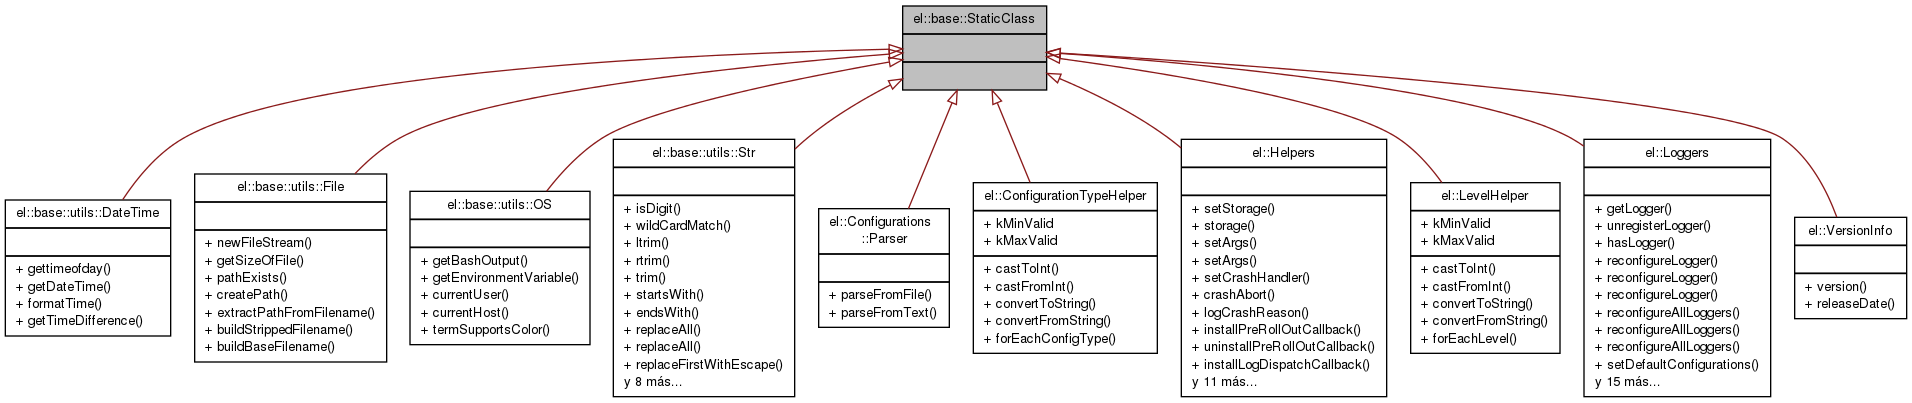 el::base::StaticClass
el::base::utils::DateTime
+ gettimeofday()
+ getDateTime()
+ formatTime()
+ getTimeDifference()
el::base::utils::File
+ newFileStream()
+ getSizeOfFile()
+ pathExists()
+ createPath()
+ extractPathFromFilename()
+ buildStrippedFilename()
+ buildBaseFilename()
el::base::utils::OS
+ getBashOutput()
+ getEnvironmentVariable()
+ currentUser()
+ currentHost()
+ termSupportsColor()
el::base::utils::Str
+ isDigit()
+ wildCardMatch()
+ ltrim()
+ rtrim()
+ trim()
+ startsWith()
+ endsWith()
+ replaceAll()
+ replaceAll()
+ replaceFirstWithEscape()
y 8 más...
el::Configurations
::Parser
+ parseFromFile()
+ parseFromText()
el::ConfigurationTypeHelper
+ kMinValid
+ kMaxValid
+ castToInt()
+ castFromInt()
+ convertToString()
+ convertFromString()
+ forEachConfigType()
el::Helpers
+ setStorage()
+ storage()
+ setArgs()
+ setArgs()
+ setCrashHandler()
+ crashAbort()
+ logCrashReason()
+ installPreRollOutCallback()
+ uninstallPreRollOutCallback()
+ installLogDispatchCallback()
y 11 más...
el::LevelHelper
+ kMinValid
+ kMaxValid
+ castToInt()
+ castFromInt()
+ convertToString()
+ convertFromString()
+ forEachLevel()
el::Loggers
+ getLogger()
+ unregisterLogger()
+ hasLogger()
+ reconfigureLogger()
+ reconfigureLogger()
+ reconfigureLogger()
+ reconfigureAllLoggers()
+ reconfigureAllLoggers()
+ reconfigureAllLoggers()
+ setDefaultConfigurations()
y 15 más...
el::VersionInfo
+ version()
+ releaseDate()